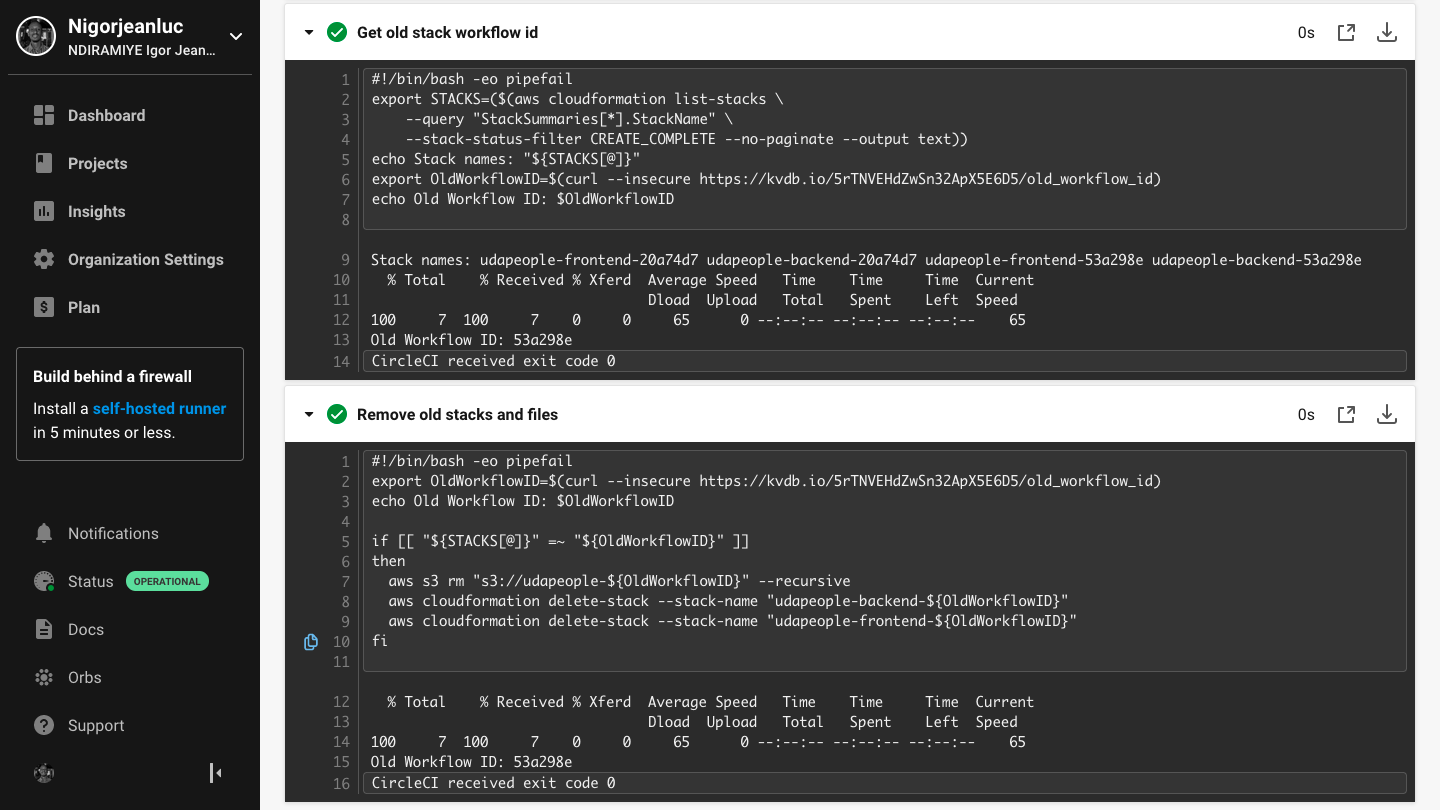 Nigorjeanluc
NDIRAMIYE Igor Jean...
Dashboard
Projects
Insights
Organization Settings
Plan
Build behind a firewall
Install a self-hosted runner
in 5 minutes or less.
Notifications
Status OPERATIONAL
Docs
Orbs
Support
Get old stack workflow id 0s
1 #!/bin/bash -eo pipefail
2 export STACKS=($(aws cloudformation list-stacks \
3     --query "StackSummaries[*].StackName" \
4     --stack-status-filter CREATE_COMPLETE --no-paginate --output text))
5 echo Stack names: "${STACKS[@]}"
6 export OldWorkflowID=$(curl --insecure https://kvdb.io/5rTNVEHdZwSn32ApX5E6D5/old_workflow_id)
7 echo Old Workflow ID: $OldWorkflowID
8
9 Stack names: udapeople-frontend-20a74d7 udapeople-backend-20a74d7 udapeople-frontend-53a298e udapeople-backend-53a298e
10   % Total    % Received % Xferd  Average Speed   Time    Time     Time  Current
11                                  Dload  Upload   Total   Spent    Left  Speed
12 100     7  100     7    0     0     65      0 --:--:-- --:--:-- --:--:--    65
13 Old Workflow ID: 53a298e
14 CircleCI received exit code 0
Remove old stacks and files 0s
1 #!/bin/bash -eo pipefail
2 export OldWorkflowID=$(curl --insecure https://kvdb.io/5rTNVEHdZwSn32ApX5E6D5/old_workflow_id)
3 echo Old Workflow ID: $OldWorkflowID
4
5 if [[ "${STACKS[@]}" =~ "${OldWorkflowID}" ]]
6 then
7   aws s3 rm "s3://udapeople-${OldWorkflowID}" --recursive
8   aws cloudformation delete-stack --stack-name "udapeople-backend-${OldWorkflowID}"
9   aws cloudformation delete-stack --stack-name "udapeople-frontend-${OldWorkflowID}"
10 fi
11
12   % Total    % Received % Xferd  Average Speed   Time    Time     Time  Current
13                                  Dload  Upload   Total   Spent    Left  Speed
14 100     7  100     7    0     0     65      0 --:--:-- --:--:-- --:--:--    65
15 Old Workflow ID: 53a298e
16 CircleCI received exit code 0